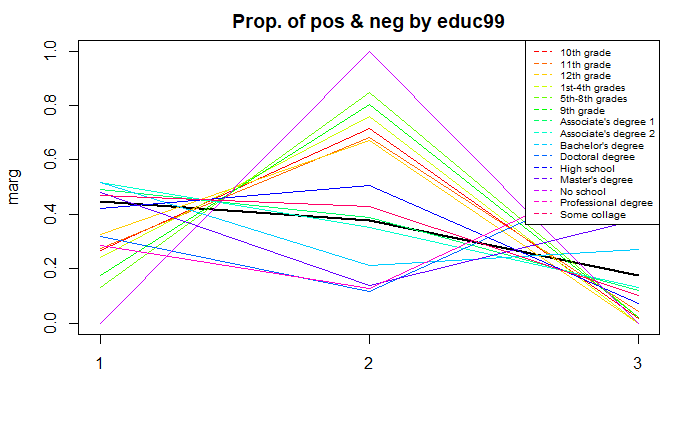 Prop. of pos & neg by educ99
1.0
0.8
0.6
0.4
0.2
0.0
marg
1
2
3
10th grade
11th grade
12th grade
1st-4th grades
5th-8th grades
9th grade
Associate's degree 1
Associate's degree 2
Bachelor's degree
Doctoral degree
High school
Master's degree
No school
Professional degree
Some collage